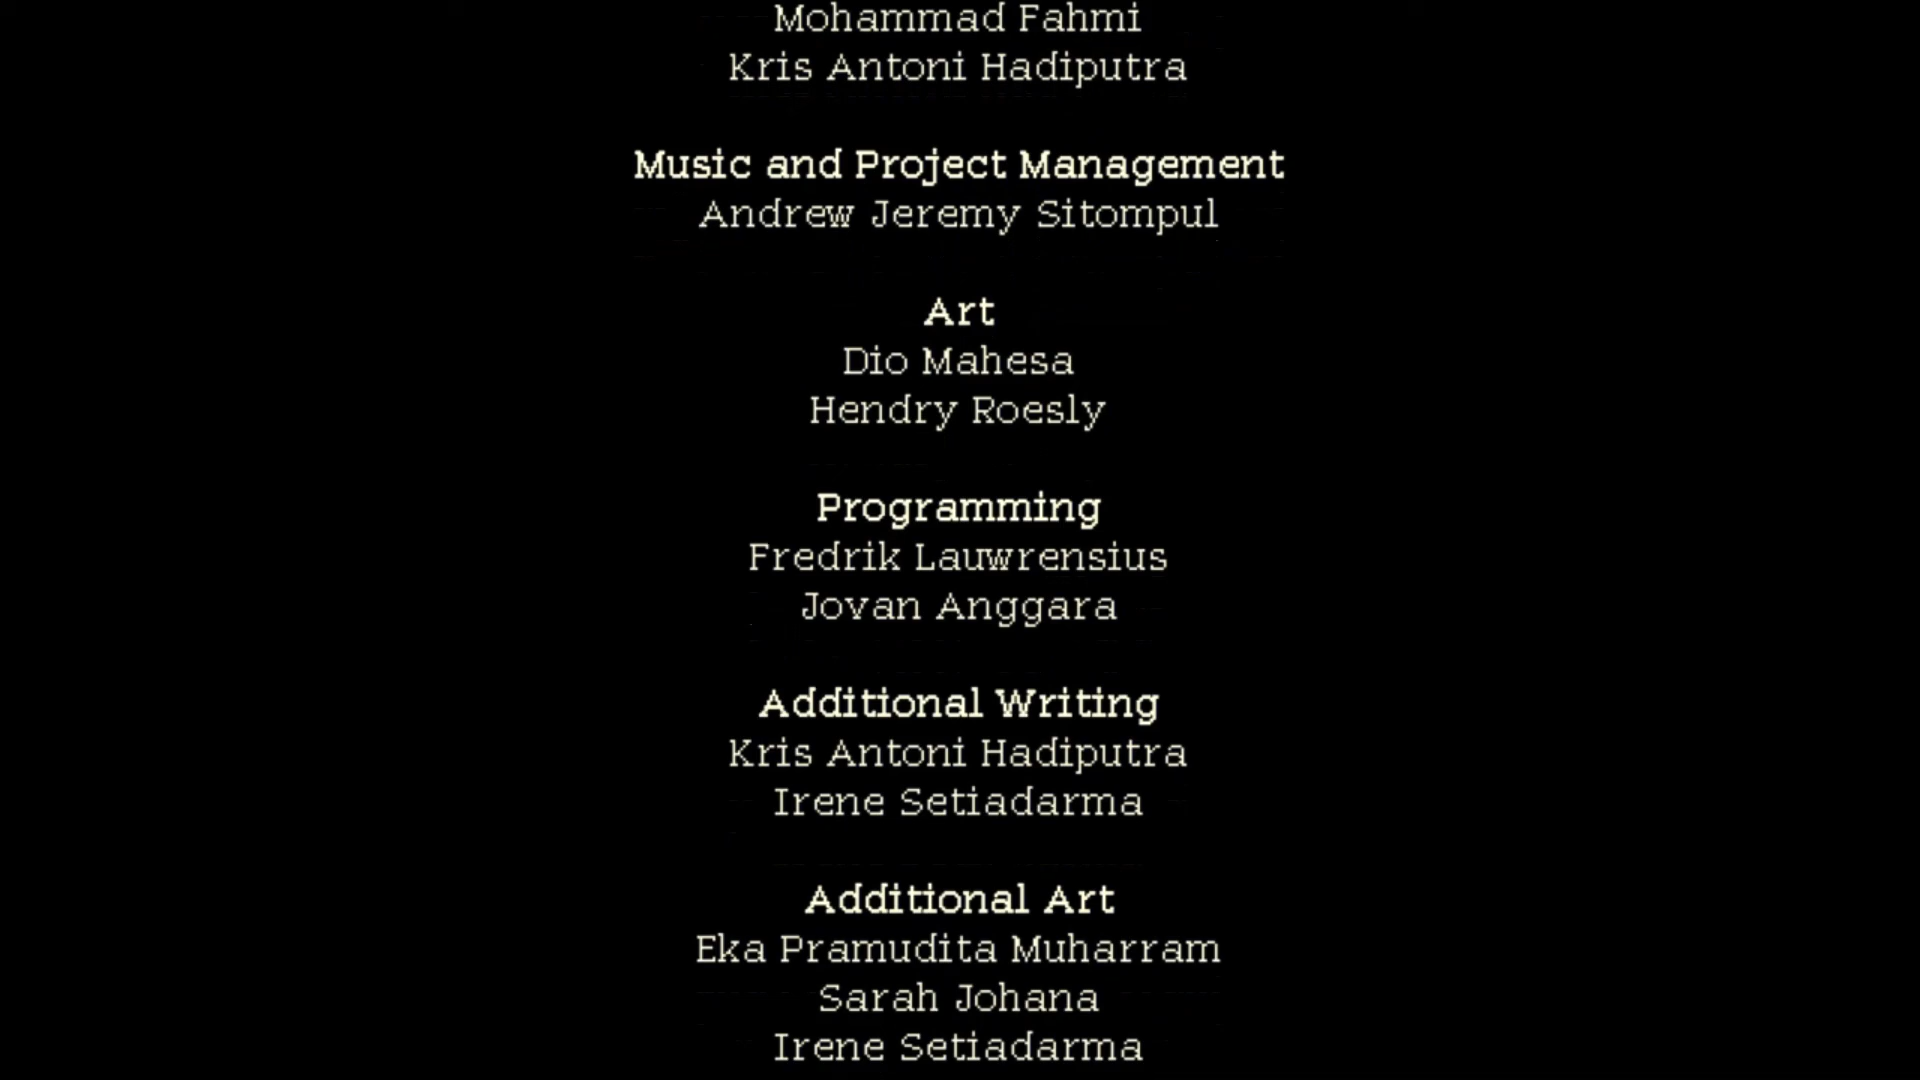 Mohammad Fahmi
Kris Antoni Hadiputra
Music and Project Management
Andrew Jeremy Sitompul
Art
Dio Mahesa
Hendry Roesly
Programming
Fredrik Lauwrensius
Jovan Anggara
Additional Writing
Kris Antoni Hadiputra
Irene Setiadarma
Additional Art
Eka Pramudita Muharram
Sarah Johana
Irene Setiadarma